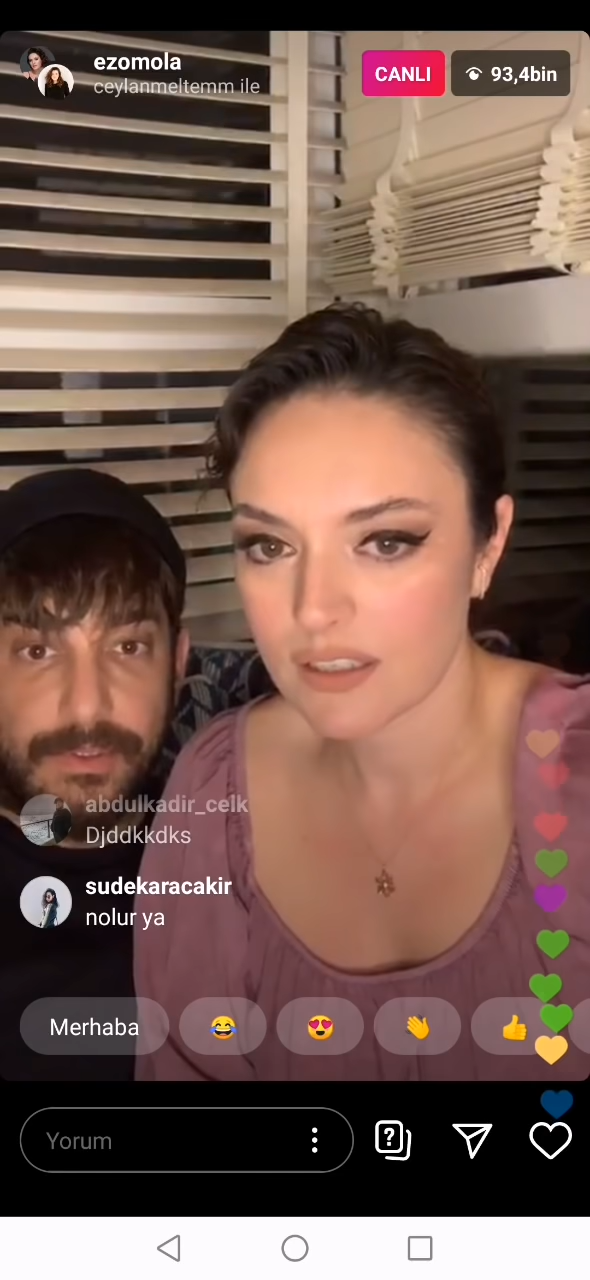 ezomola
ceylanmeltemm ile
CANLI
93,4bin
abdulkadir_celk
Djddkkdks
sudekaracakir
nolur ya
Merhaba
Yorum